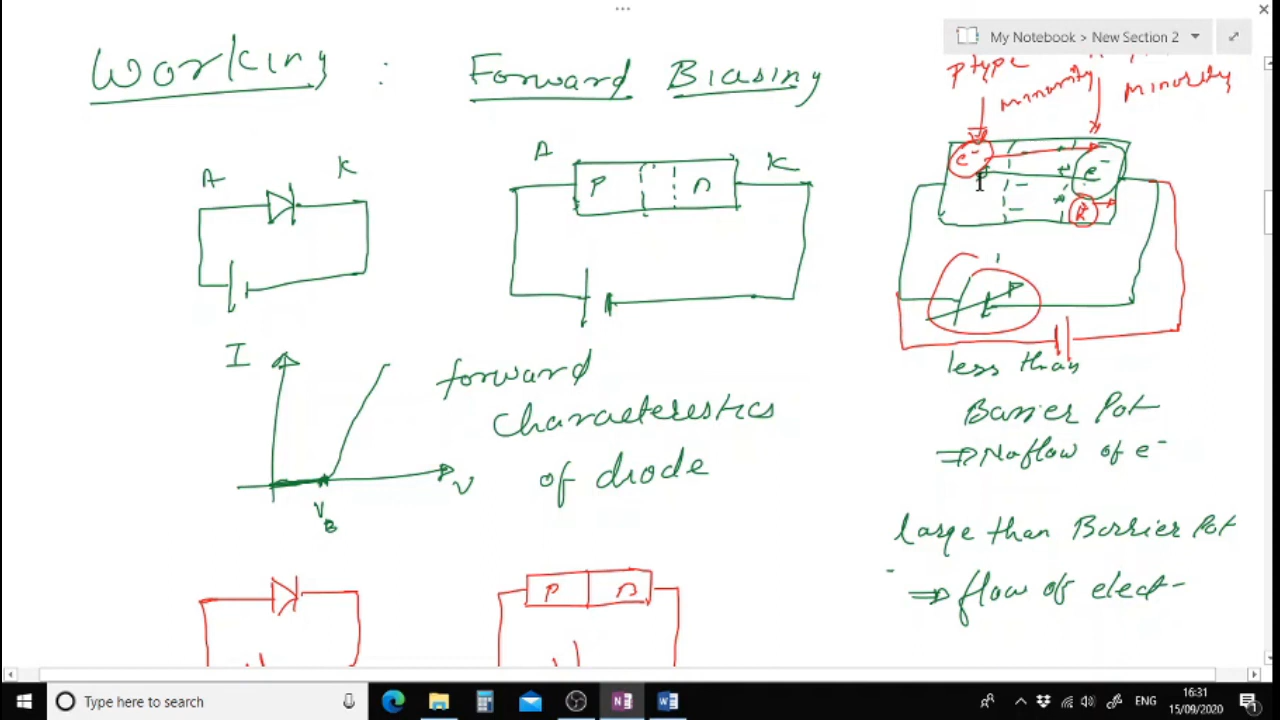 My Notebook > New Section 2
Working : Forward Biasing
P type
minority
minority
A K
A K
P n
e- e-
I
V
VB
forward
characterestics
of diode
less than
Barrier Pot
⇒ No flow of e-
large than Barrier Pot
⇒ flow of elect-
P n
Type here to search
ENG
16:31
15/09/2020
1